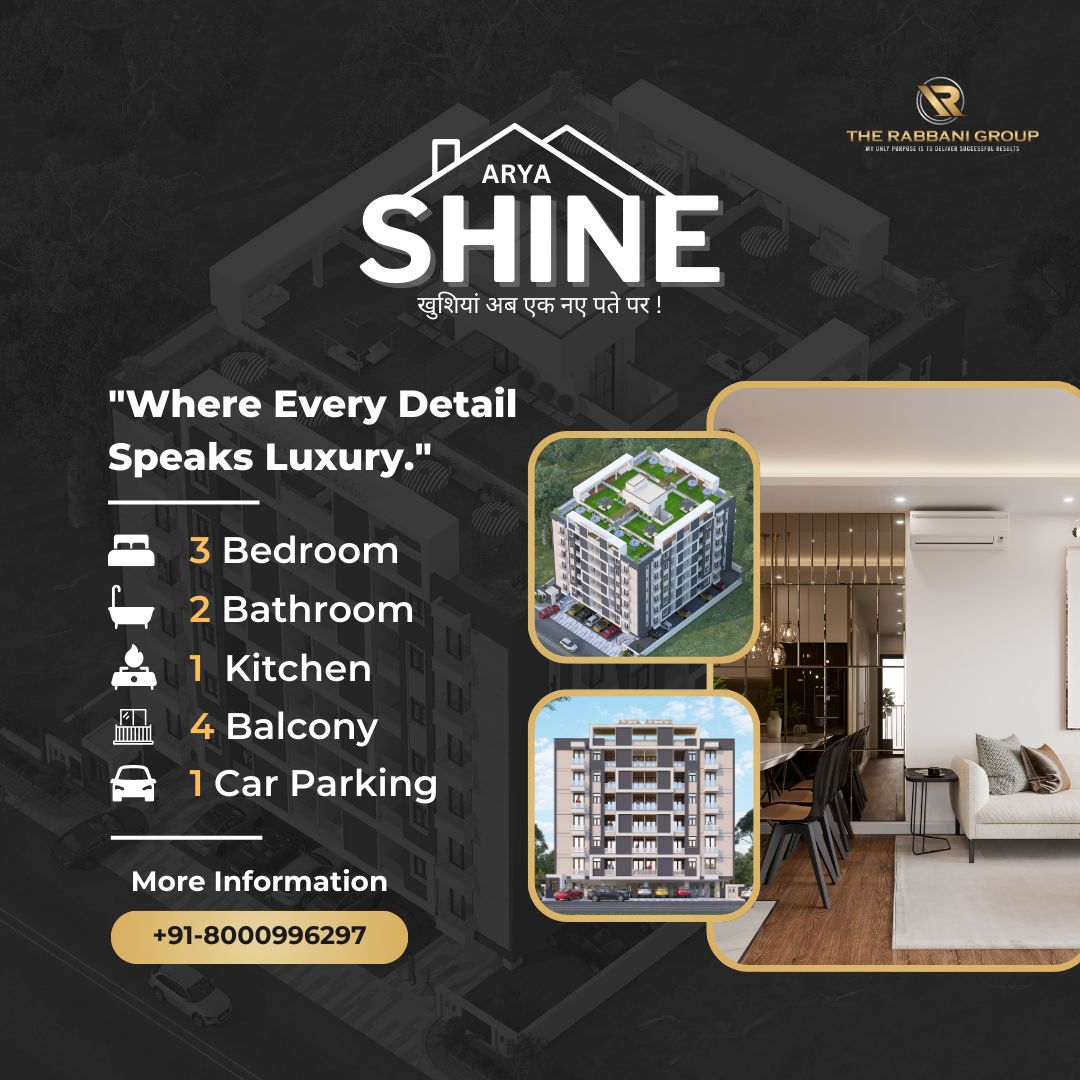 THE RABBANI GROUP
MY ONLY PURPOSE IS TO DELIVER SUCCESSFUL RESULTS
ARYA
SHINE
खुशियां अब एक नए पते पर !
"Where Every Detail
Speaks Luxury."
3 Bedroom
2 Bathroom
1 Kitchen
4 Balcony
1 Car Parking
More Information
+91-8000996297
ARYA SHINE